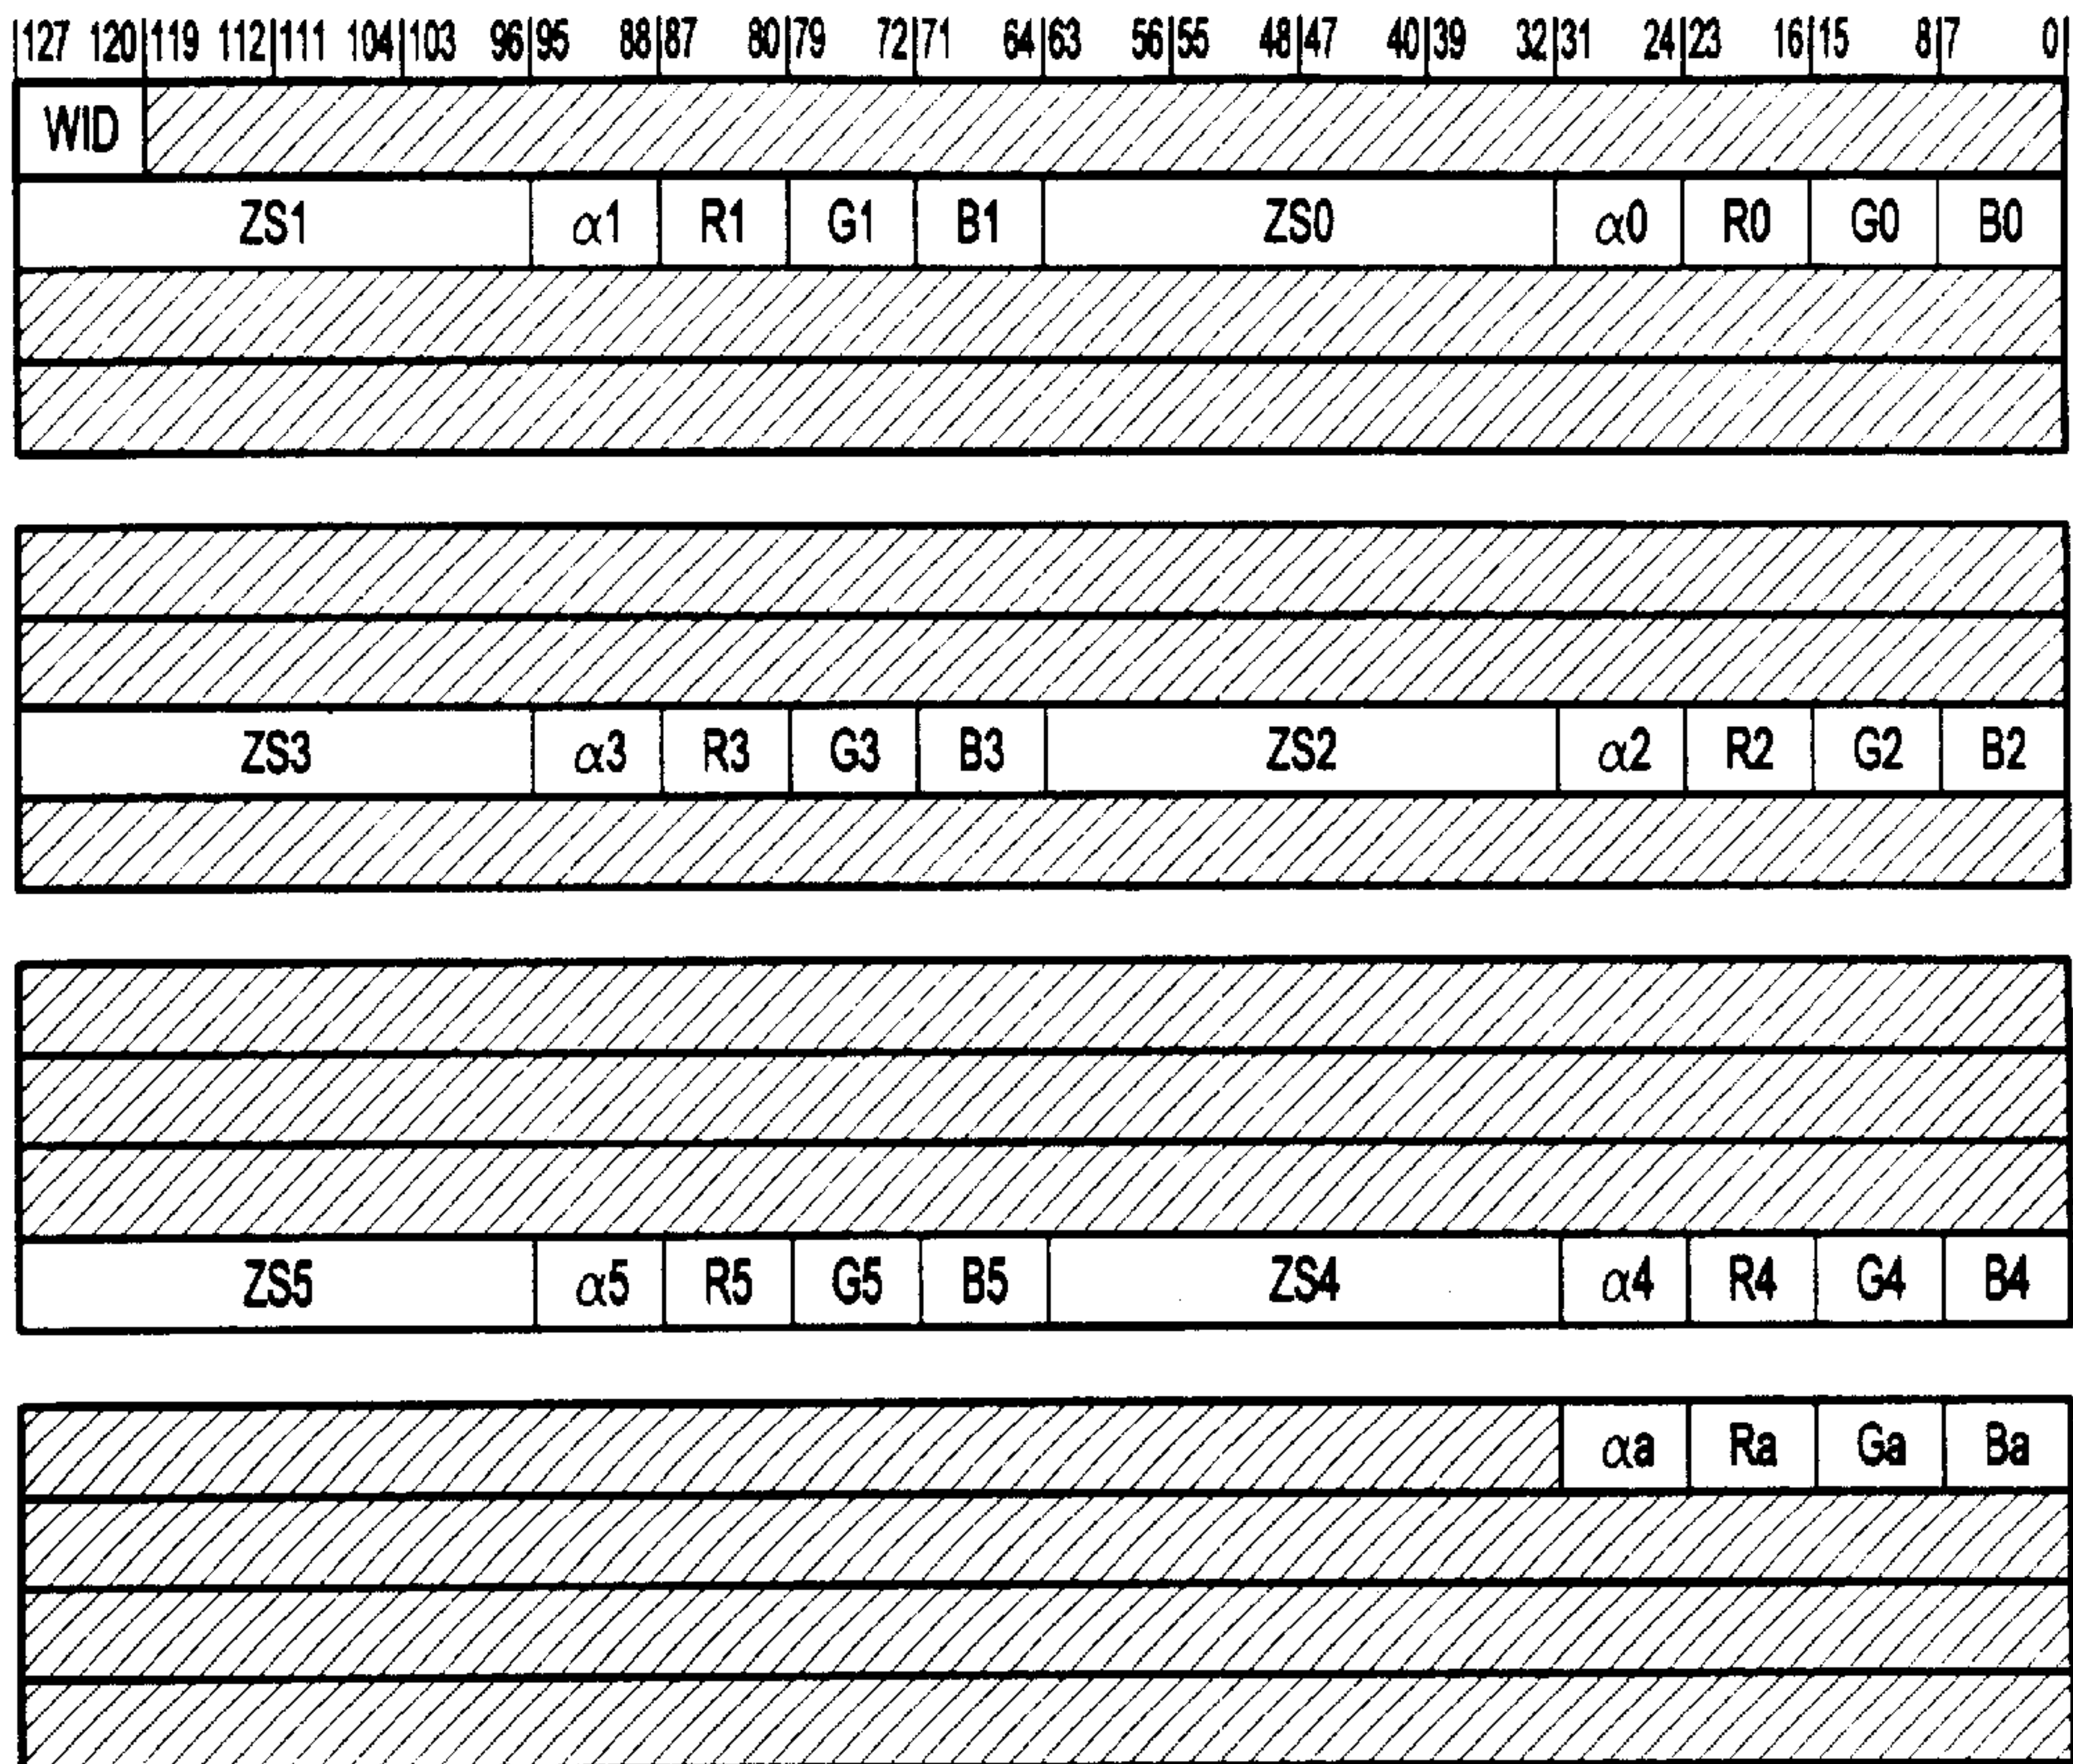 127 120|119 112|111 104|103 96|95 88|87 80|79 72|71 64|63 56|55 48|47 40|39 32|31 24|23 16|15 8|7 0
WID
ZS1 α1 R1 G1 B1 ZS0 α0 R0 G0 B0
ZS3 α3 R3 G3 B3 ZS2 α2 R2 G2 B2
ZS5 α5 R5 G5 B5 ZS4 α4 R4 G4 B4
αa Ra Ga Ba